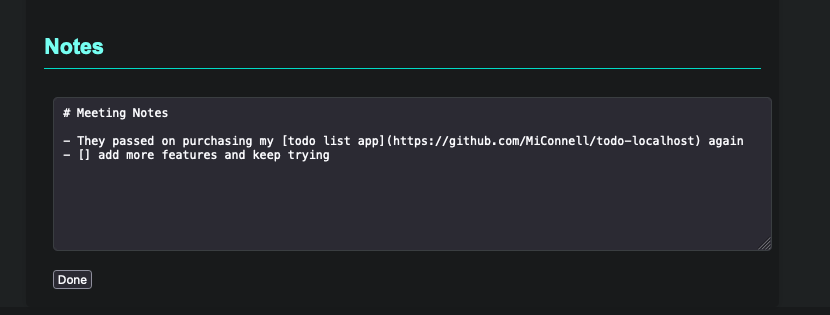 Notes
# Meeting Notes
- They passed on purchasing my [todo list app](https://github.com/MiConnell/todo-localhost) again
- [] add more features and keep trying
Done